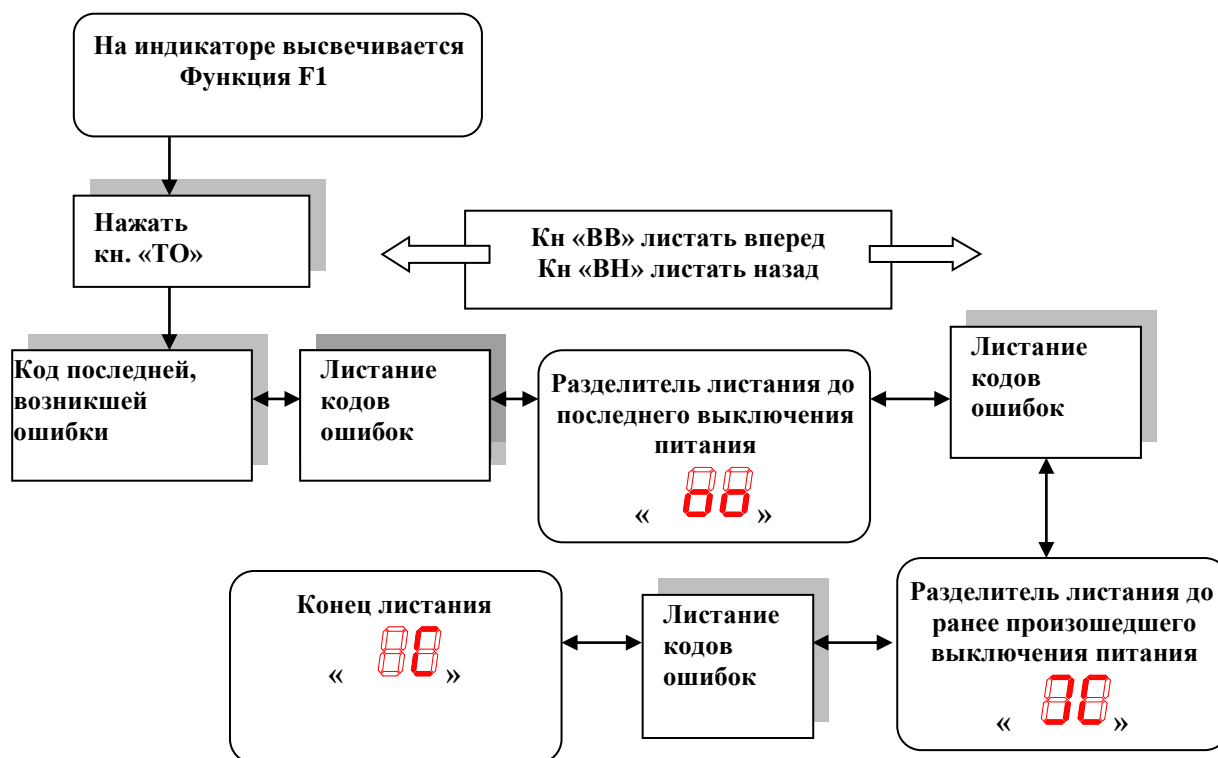 На индикаторе высвечивается
Функция F1
Нажать
кн. «ТО»
Кн «ВВ» листать вперед
Кн «ВН» листать назад
Код последней,
возникшей
ошибки
Листание
кодов
ошибок
Разделитель листания до
последнего выключения
питания
« oo »
Листание
кодов
ошибок
Разделитель листания до
ранее произошедшего
выключения питания
« »
Листание
кодов
ошибок
Конец листания
« »